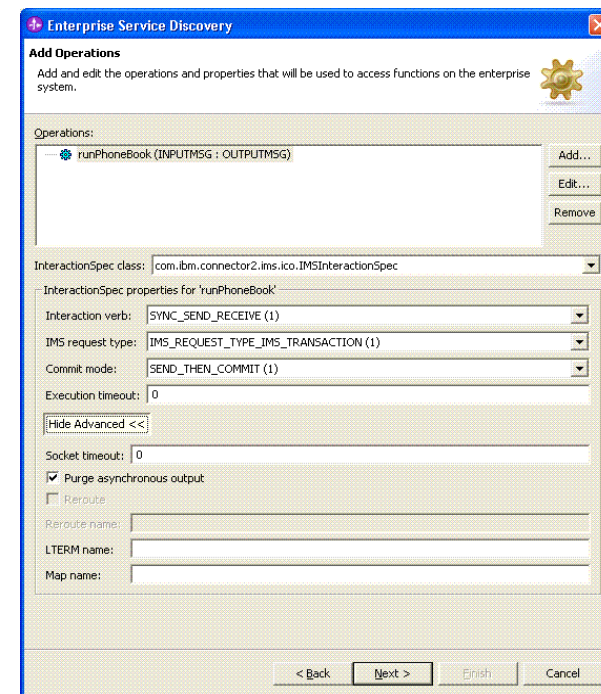 Enterprise Service Discovery
Add Operations
Add and edit the operations and properties that will be used to access functions on the enterprise
system.
Operations:
runPhoneBook (INPUTMSG : OUTPUTMSG)
Add...
Edit...
Remove
InteractionSpec class: com.ibm.connector2.ims.ico.IMSInteractionSpec
InteractionSpec properties for 'runPhoneBook'
Interaction verb: SYNC_SEND_RECEIVE (1)
IMS request type: IMS_REQUEST_TYPE_IMS_TRANSACTION (1)
Commit mode: SEND_THEN_COMMIT (1)
Execution timeout: 0
Hide Advanced <<
Socket timeout: 0
Purge asynchronous output
Reroute
Reroute name:
LTERM name:
Map name:
< Back Next > Finish Cancel